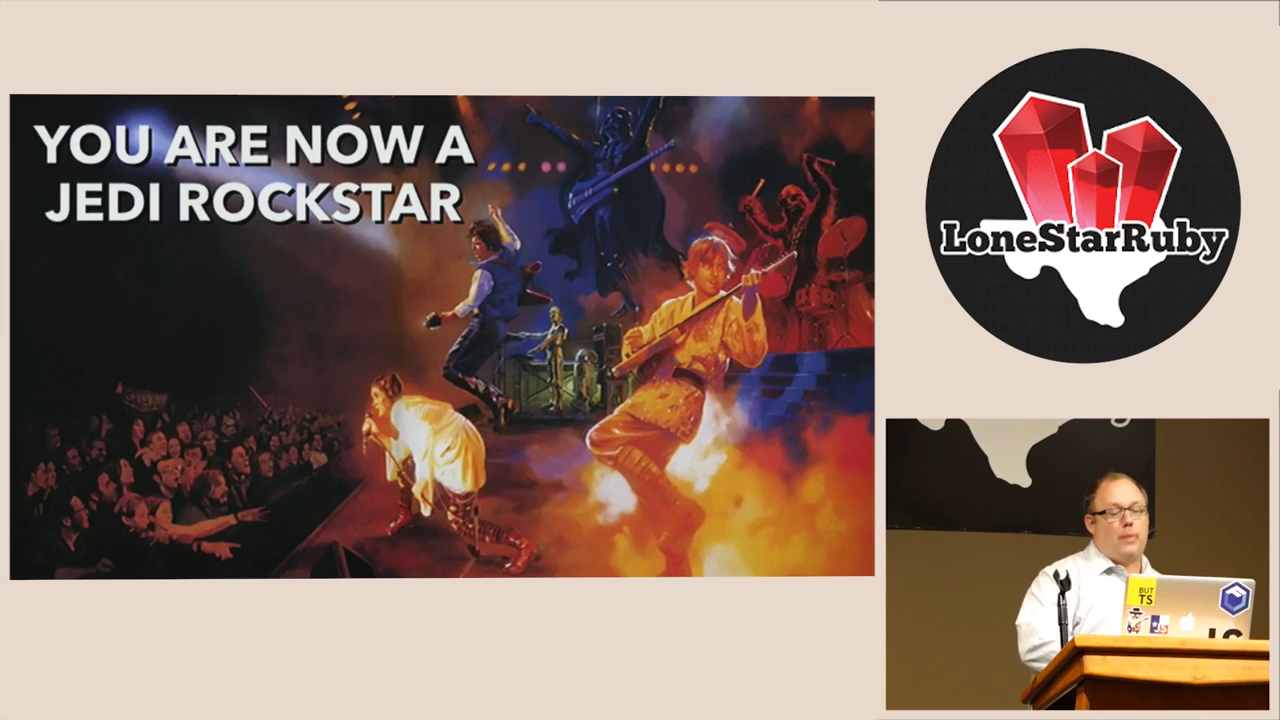 YOU ARE NOW A
JEDI ROCKSTAR
LoneStarRuby
BUT
TS
JS